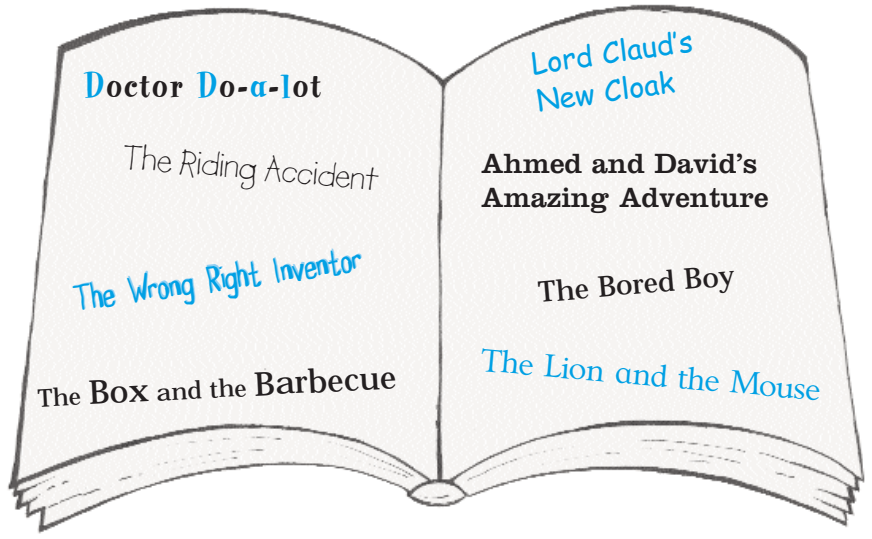 Doctor Do-a-lot
The Riding Accident
The Wrong Right Inventor
The Box and the Barbecue
Lord Claud's
New Cloak
Ahmed and David's
Amazing Adventure
The Bored Boy
The Lion and the Mouse